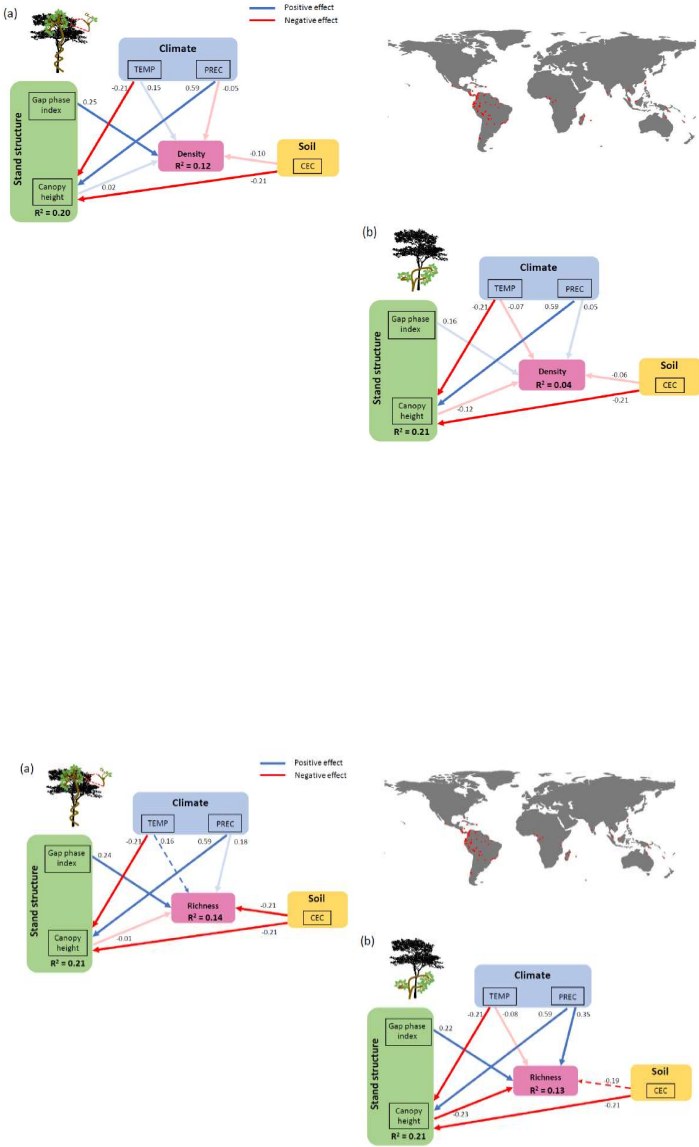 (a)
Positive effect
Negative effect
Climate
TEMP
PREC
-0.21
0.15
0.59
-0.05
Stand structure
Gap phase
index
0.25
Density
R² = 0.12
Soil
CEC
-0.10
-0.21
Canopy
height
0.02
R² = 0.20
(b)
Climate
TEMP
PREC
-0.21
-0.07
0.59
0.05
Stand structure
Gap phase
index
0.16
Density
R² = 0.04
Soil
CEC
-0.06
-0.21
Canopy
height
-0.12
R² = 0.21
(a)
Positive effect
Negative effect
Climate
TEMP
PREC
-0.21
0.16
0.59
0.18
Stand structure
Gap phase
index
0.24
Richness
R² = 0.14
Soil
CEC
-0.21
-0.21
Canopy
height
-0.01
R² = 0.21
(b)
Climate
TEMP
PREC
-0.21
-0.08
0.59
0.35
Stand structure
Gap phase
index
0.22
Richness
R² = 0.13
Soil
CEC
-0.19
-0.21
Canopy
height
-0.23
R² = 0.21